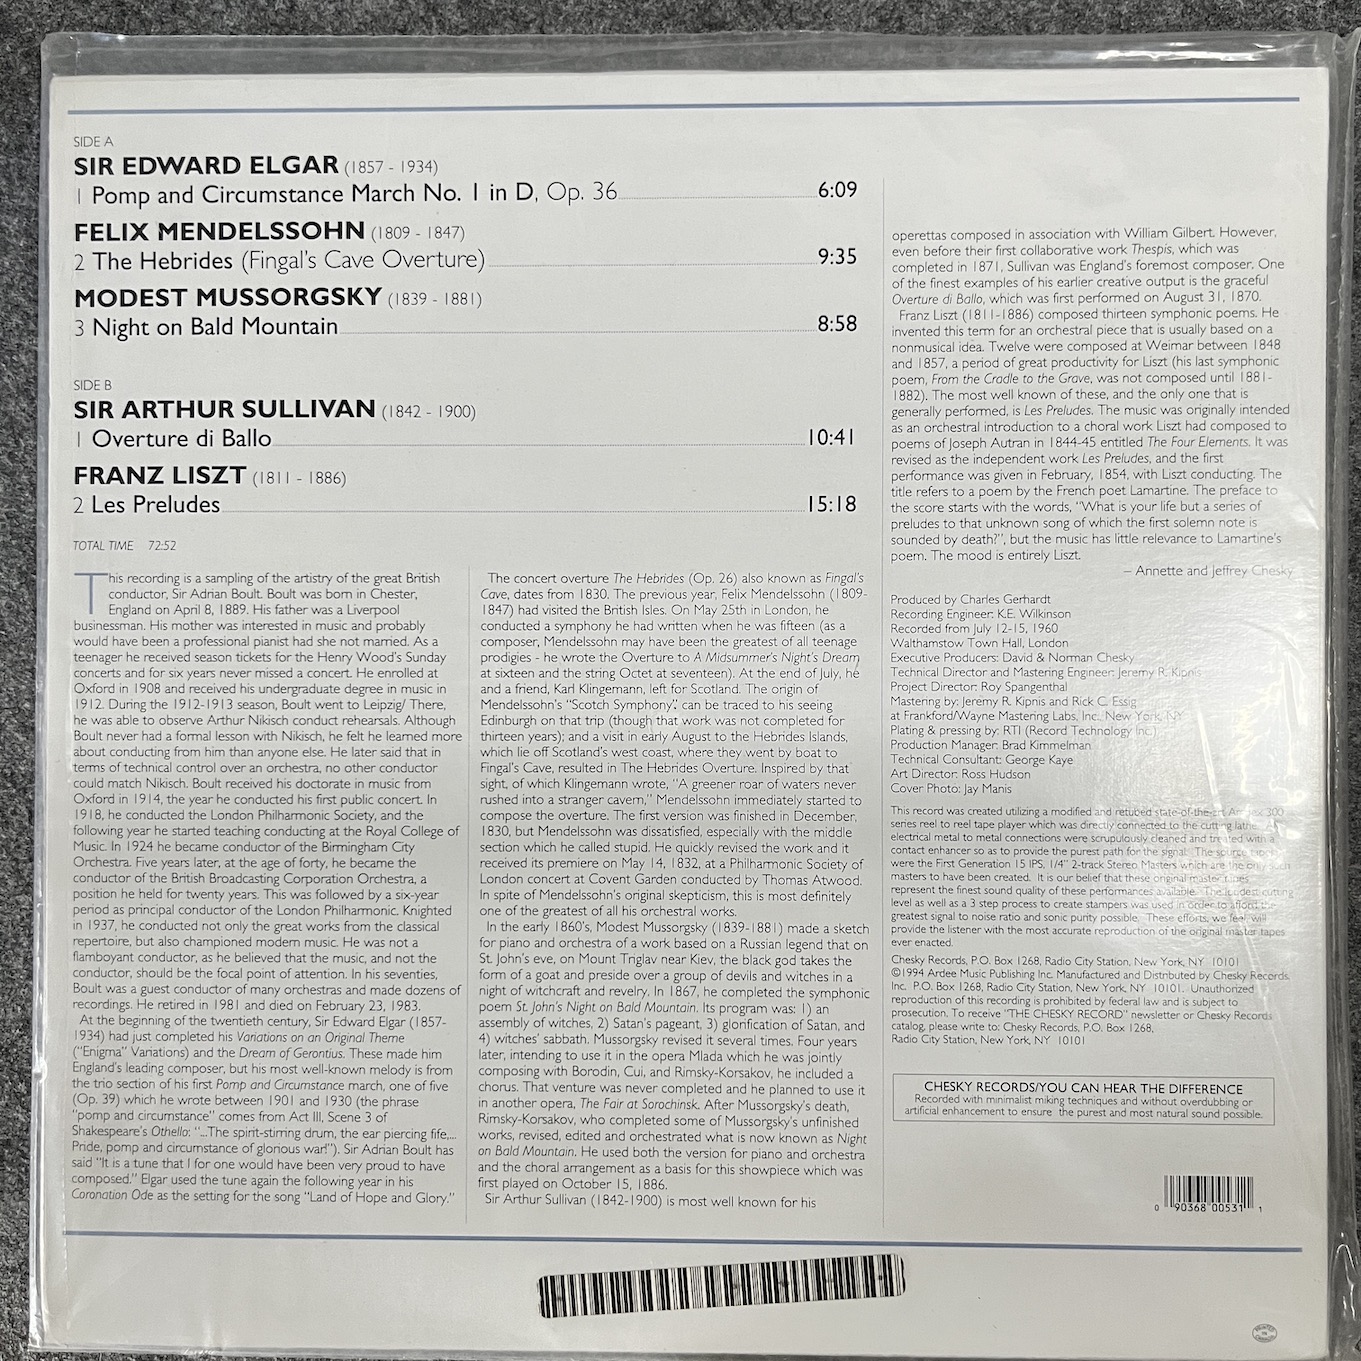 SIDE A
SIR EDWARD ELGAR (1857 - 1934)
1 Pomp and Circumstance March No. 1 in D, Op. 36 6:09
FELIX MENDELSSOHN (1809 - 1847)
2 The Hebrides (Fingal's Cave Overture) 9:35
MODEST MUSSORGSKY (1839 - 1881)
3 Night on Bald Mountain 8:58
SIDE B
SIR ARTHUR SULLIVAN (1842 - 1900)
1 Overture di Ballo 10:41
FRANZ LISZT (1811 - 1886)
2 Les Preludes 15:18
TOTAL TIME 72:52
This recording is a sampling of the artistry of the great British
conductor, Sir Adrian Boult. Boult was born in Chester,
England on April 8, 1889. His father was a Liverpool
businessman. His mother was interested in music and probably
would have been a professional pianist had she not married. As a
teenager he received season tickets for the Henry Wood's Sunday
concerts and for six years never missed a concert. He enrolled at
Oxford in 1908 and received his undergraduate degree in music in
1912. During the 1912-1913 season, Boult went to Leipzig/ There,
he was able to observe Arthur Nikisch conduct rehearsals. Although
Boult never had a formal lesson with Nikisch, he felt he learned more
about conducting from him than anyone else. He later said that in
terms of technical control over an orchestra, no other conductor
could match Nikisch. Boult received his doctorate in music from
Oxford in 1914, the year he conducted his first public concert. In
1918, he conducted the London Philharmonic Society, and the
following year he started teaching conducting at the Royal College of
Music. In 1924 he became conductor of the Birmingham City
Orchestra. Five years later, at the age of forty, he became the
conductor of the British Broadcasting Corporation Orchestra, a
position he held for twenty years. This was followed by a six-year
period as principal conductor of the London Philharmonic. Knighted
in 1937, he conducted not only the great works from the classical
repertoire, but also championed modern music. He was not a
flamboyant conductor, as he believed that the music, and not the
conductor, should be the focal point of attention. In his seventies,
Boult was a guest conductor of many orchestras and made dozens of
recordings. He retired in 1981 and died on February 23, 1983.
At the beginning of the twentieth century, Sir Edward Elgar (1857-
1934) had just completed his Variations on an Original Theme
("Enigma" Variations) and the Dream of Gerontius. These made him
England's leading composer, but his most well-known melody is from
the trio section of his first Pomp and Circumstance march, one of five
(Op. 39) which he wrote between 1901 and 1930 (the phrase
"pomp and circumstance" comes from Act III, Scene 3 of
Shakespeare's Othello: "...The spirit-stirring drum, the ear piercing fife,...
Pride, pomp and circumstance of glorious war!"). Sir Adrian Boult has
said "It is a tune that I for one would have been very proud to have
composed." Elgar used the tune again the following year in his
Coronation Ode as the setting for the song "Land of Hope and Glory."
The concert overture The Hebrides (Op. 26) also known as Fingal's
Cave, dates from 1830. The previous year, Felix Mendelssohn (1809-
1847) had visited the British Isles. On May 25th in London, he
conducted a symphony he had written when he was fifteen (as a
composer, Mendelssohn may have been the greatest of all teenage
prodigies - he wrote the Overture to A Midsummer's Night's Dream
at sixteen and the string Octet at seventeen). At the end of July, he
and a friend, Karl Klingemann, left for Scotland. The origin of
Mendelssohn's "Scotch Symphony," can be traced to his seeing
Edinburgh on that trip (though that work was not completed for
thirteen years); and a visit in early August to the Hebrides Islands,
which lie off Scotland's west coast, where they went by boat to
Fingal's Cave, resulted in The Hebrides Overture. Inspired by that
sight, of which Klingemann wrote, "A greener roar of waters never
rushed into a stranger cavern," Mendelssohn immediately started to
compose the overture. The first version was finished in December,
1830, but Mendelssohn was dissatisfied, especially with the middle
section which he called stupid. He quickly revised the work and it
received its premiere on May 14, 1832, at a Philharmonic Society of
London concert at Covent Garden conducted by Thomas Atwood.
In spite of Mendelssohn's original skepticism, this is most definitely
one of the greatest of all his orchestral works.
In the early 1860's, Modest Mussorgsky (1839-1881) made a sketch
for piano and orchestra of a work based on a Russian legend that on
St. John's eve, on Mount Triglav near Kiev, the black god takes the
form of a goat and preside over a group of devils and witches in a
night of witchcraft and revelry. In 1867, he completed the symphonic
poem St. John's Night on Bald Mountain. Its program was: 1) an
assembly of witches, 2) Satan's pageant, 3) glorification of Satan, and
4) witches' sabbath. Mussorgsky revised it several times. Four years
later, intending to use it in the opera Mlada which he was jointly
composing with Borodin, Cui, and Rimsky-Korsakov, he included a
chorus. That venture was never completed and he planned to use it
in another opera, The Fair at Sorochinsk. After Mussorgsky's death,
Rimsky-Korsakov, who completed some of Mussorgsky's unfinished
works, revised, edited and orchestrated what is now known as Night
on Bald Mountain. He used both the version for piano and orchestra
and the choral arrangement as a basis for this showpiece which was
first played on October 15, 1886.
Sir Arthur Sullivan (1842-1900) is most well known for his
operettas composed in association with William Gilbert. However,
even before their first collaborative work Thespis, which was
completed in 1871, Sullivan was England's foremost composer. One
of the finest examples of his earlier creative output is the graceful
Overture di Ballo, which was first performed on August 31, 1870.
Franz Liszt (1811-1886) composed thirteen symphonic poems. He
invented this term for an orchestral piece that is usually based on a
nonmusical idea. Twelve were composed at Weimar between 1848
and 1857, a period of great productivity for Liszt (his last symphonic
poem, From the Cradle to the Grave, was not composed until 1881-
1882). The most well known of these, and the only one that is
generally performed, is Les Preludes. The music was originally intended
as an orchestral introduction to a choral work Liszt had composed to
poems of Joseph Autran in 1844-45 entitled The Four Elements. It was
revised as the independent work Les Preludes, and the first
performance was given in February, 1854, with Liszt conducting. The
title refers to a poem by the French poet Lamartine. The preface to
the score starts with the words, "What is your life but a series of
preludes to that unknown song of which the first solemn note is
sounded by death?", but the music has little relevance to Lamartine's
poem. The mood is entirely Liszt.
– Annette and Jeffrey Chesky
Produced by Charles Gerhardt
Recording Engineer: K.E. Wilkinson
Recorded from July 12-15, 1960
Walthamstow Town Hall, London
Executive Producers: David & Norman Chesky
Technical Director and Mastering Engineer: Jeremy R. Kipnis
Project Director: Roy Spangenthal
Mastering by: Jeremy R. Kipnis and Rick C. Essig
at Frankford/Wayne Mastering Labs, Inc., New York, NY
Plating & pressing by: RTI (Record Technology Inc.)
Production Manager: Brad Kimmelman
Technical Consultant: George Kaye
Art Director: Ross Hudson
Cover Photo: Jay Manis
This record was created utilizing a modified and retubed state-of-the-art Ampex 300
series reel to reel tape player which was directly connected to the cutting lathe. All
electrical metal to metal connections were scrupulously cleaned and treated with a
contact enhancer so as to provide the purest path for the signal. The source tapes
were the First Generation 15 IPS, 1/4" 2-track Stereo Masters which are the only such
masters to have been created. It is our belief that these original master tapes
represent the finest sound quality of these performances available. The loudest cutting
level as well as a 3 step process to create stampers was used in order to afford the
greatest signal to noise ratio and sonic purity possible. These efforts, we feel, will
provide the listener with the most accurate reproduction of the original master tapes
ever enacted.
Chesky Records, P.O. Box 1268, Radio City Station, New York, NY 10101
©1994 Ardee Music Publishing Inc. Manufactured and Distributed by Chesky Records,
Inc. P.O. Box 1268, Radio City Station, New York, NY 10101. Unauthorized
reproduction of this recording is prohibited by federal law and is subject to
prosecution. To receive "THE CHESKY RECORD" newsletter or Chesky Records
catalog, please write to: Chesky Records, P.O. Box 1268,
Radio City Station, New York, NY 10101
CHESKY RECORDS/YOU CAN HEAR THE DIFFERENCE
Recorded with minimalist miking techniques and without overdubbing or
artificial enhancement to ensure the purest and most natural sound possible.
0 90368 00531 1
PRINTED IN CANADA